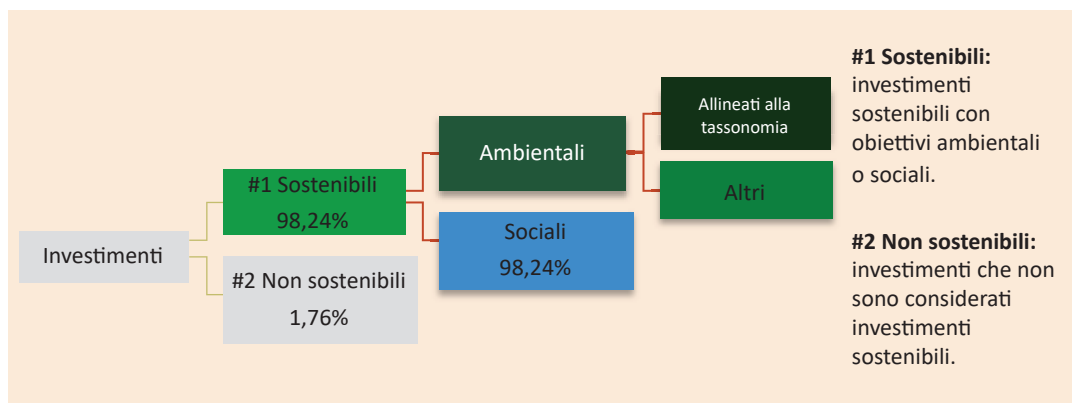 Investimenti
#1 Sostenibili
98,24%
#2 Non sostenibili
1,76%
Ambientali
Sociali
98,24%
Allineati alla
tassonomia
Altri
#1 Sostenibili:
investimenti
sostenibili con
obiettivi ambientali
o sociali.
#2 Non sostenibili:
investimenti che non
sono considerati
investimenti
sostenibili.